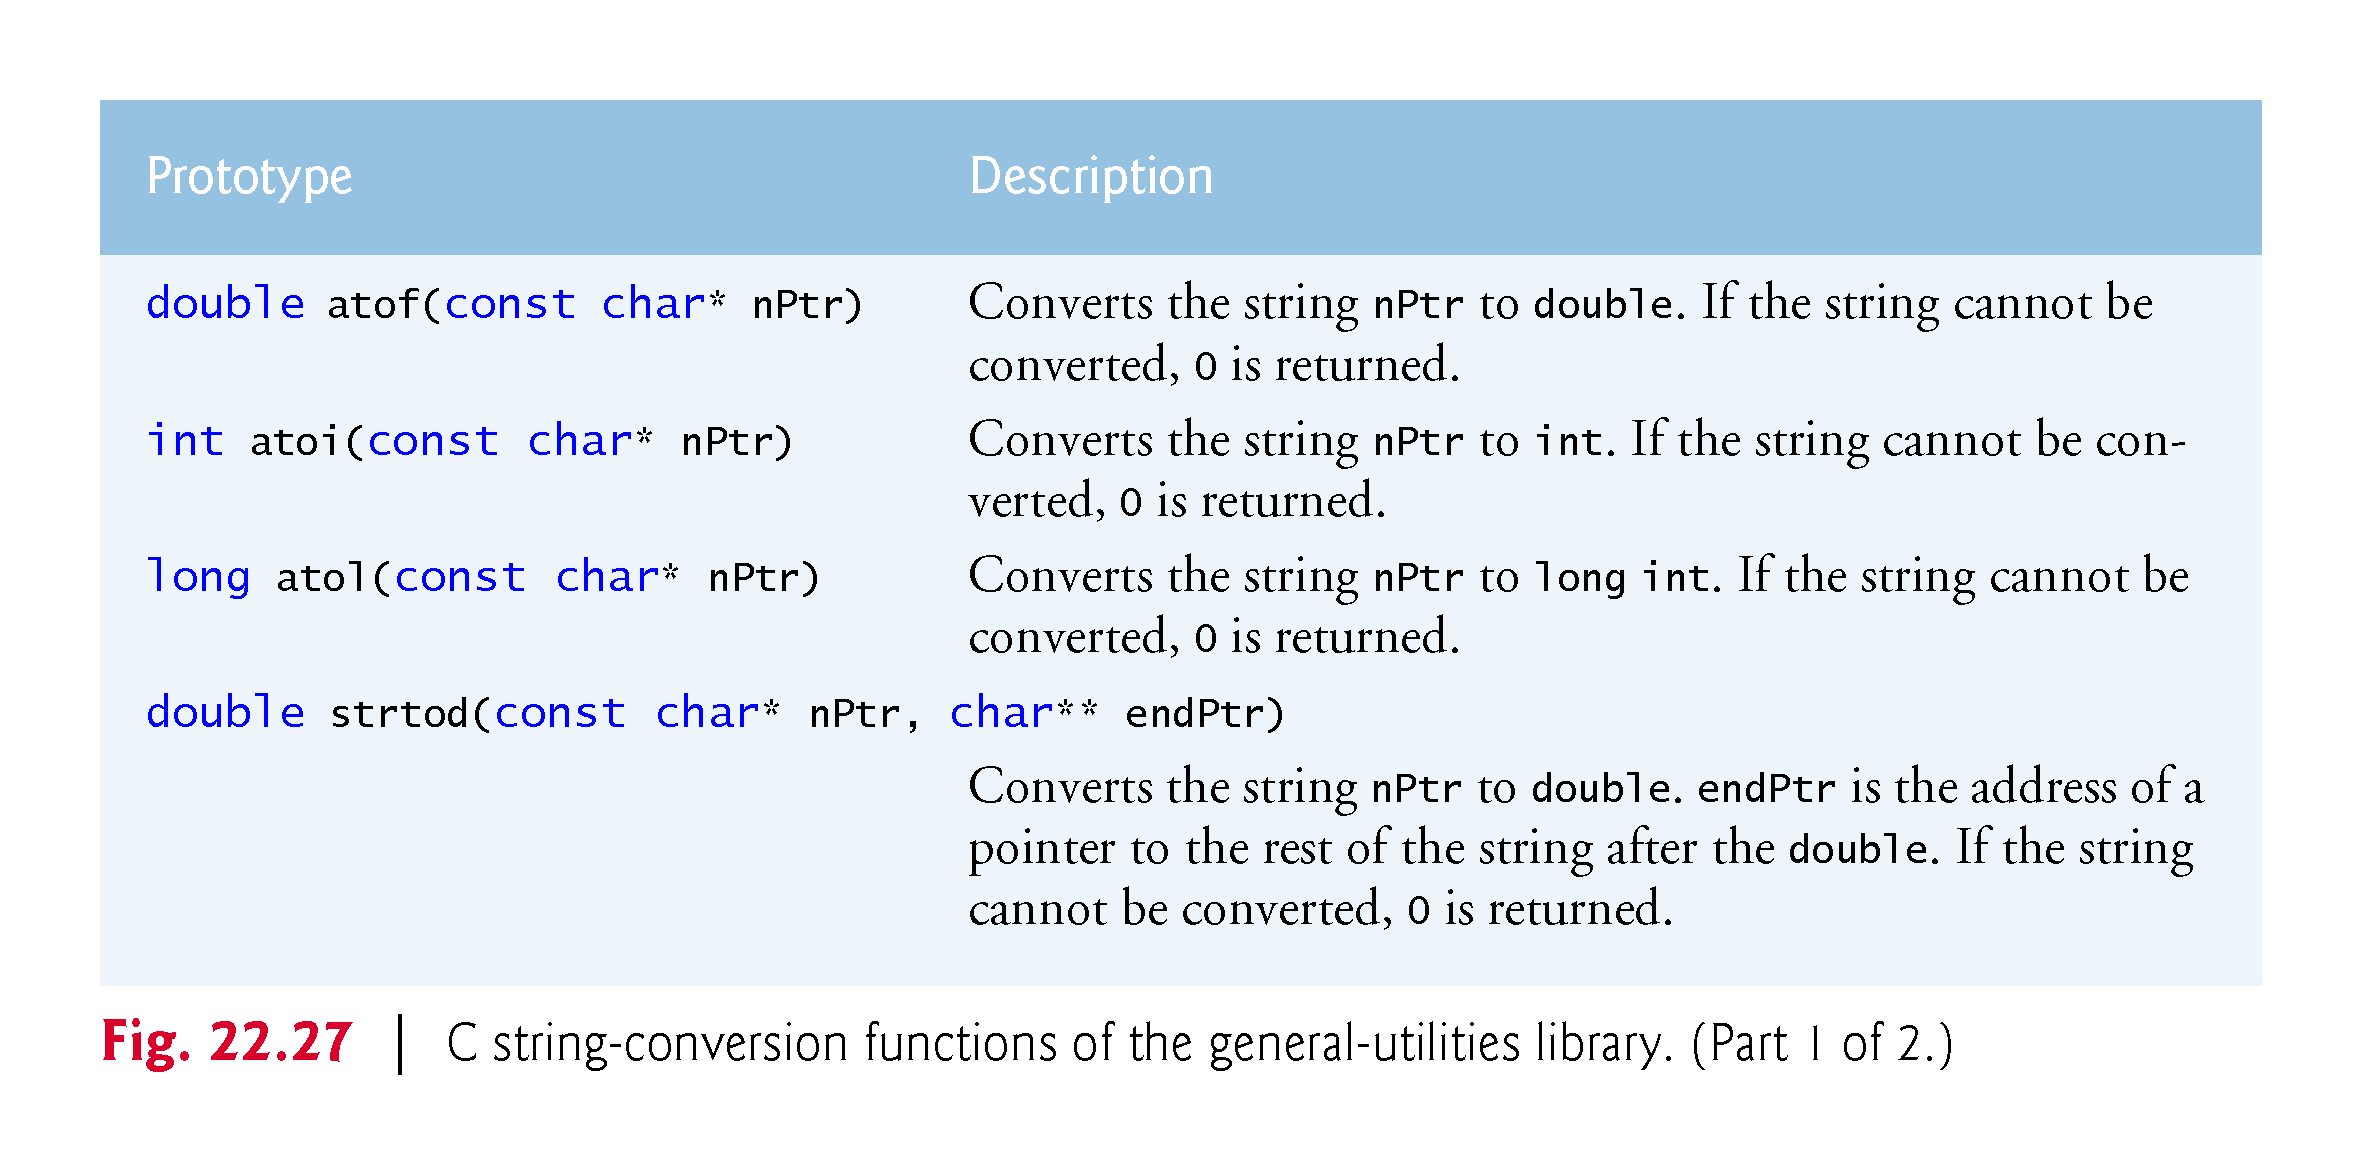 Prototype Description
double atof(const char* nPtr) Converts the string nPtr to double. If the string cannot be
converted, 0 is returned.
int atoi(const char* nPtr) Converts the string nPtr to int. If the string cannot be con-
verted, 0 is returned.
long atol(const char* nPtr) Converts the string nPtr to long int. If the string cannot be
converted, 0 is returned.
double strtod(const char* nPtr, char** endPtr)
Converts the string nPtr to double. endPtr is the address of a
pointer to the rest of the string after the double. If the string
cannot be converted, 0 is returned.
Fig. 22.27 | C string-conversion functions of the general-utilities library. (Part 1 of 2.)